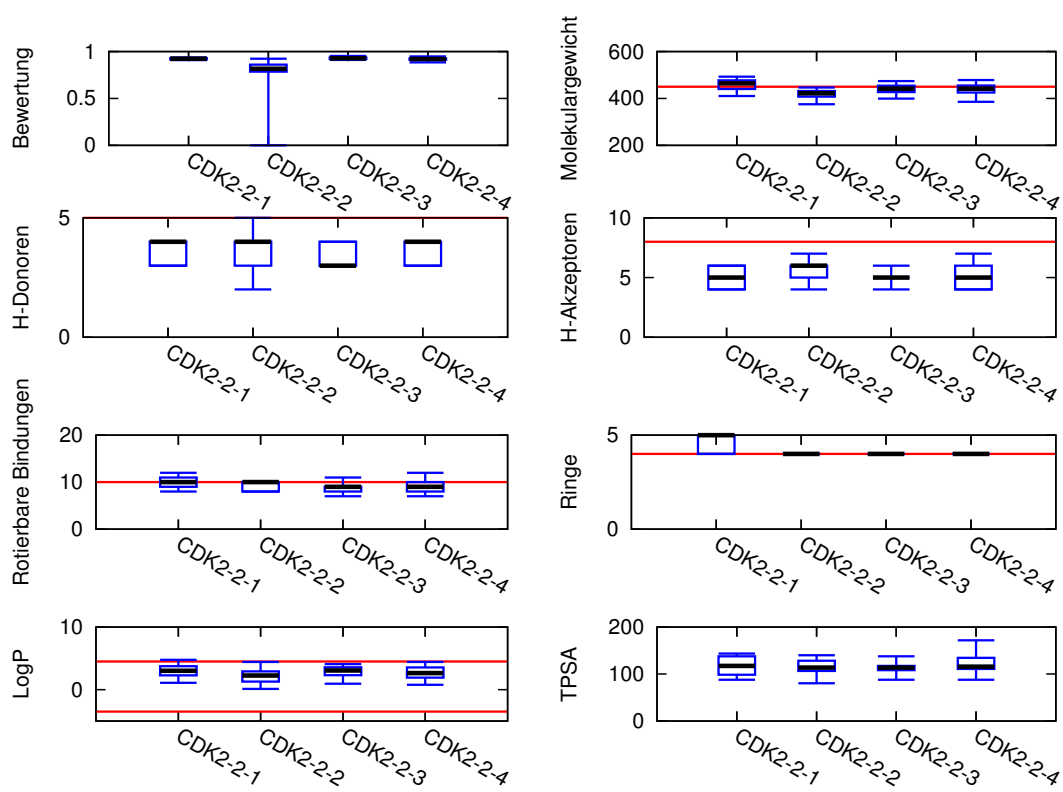 Bewertung
1
0.5
0
CDK2-2-1
CDK2-2-2
CDK2-2-3
CDK2-2-4
Molekulargewicht
600
400
200
CDK2-2-1
CDK2-2-2
CDK2-2-3
CDK2-2-4
H-Donoren
5
0
CDK2-2-1
CDK2-2-2
CDK2-2-3
CDK2-2-4
H-Akzeptoren
10
5
0
CDK2-2-1
CDK2-2-2
CDK2-2-3
CDK2-2-4
Rotierbare Bindungen
20
10
0
CDK2-2-1
CDK2-2-2
CDK2-2-3
CDK2-2-4
Ringe
5
0
CDK2-2-1
CDK2-2-2
CDK2-2-3
CDK2-2-4
LogP
10
0
CDK2-2-1
CDK2-2-2
CDK2-2-3
CDK2-2-4
TPSA
200
100
0
CDK2-2-1
CDK2-2-2
CDK2-2-3
CDK2-2-4